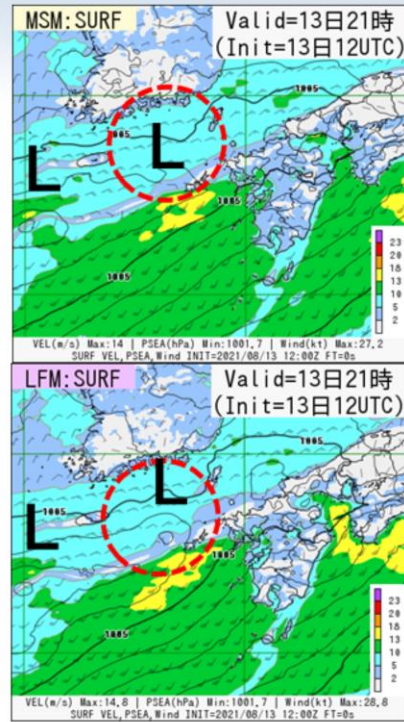 MSM:SURF
Valid=13日21時
(Init=13日12UTC)
1005
1005
L
L
1005
23
20
18
13
10
5
2
VEL(m/s) Max:14 | PSEA(hPa) Min:1001,7 | Wind(kt) Max:27,2
SURF VEL,PSEA,Wind INIT=2021/08/13 12:00Z FT=0s
LFM:SURF
Valid=13日21時
(Init=13日12UTC)
1005
L
1005
L
1005
1005
23
20
18
13
10
5
2
VEL(m/s) Max:14,8 | PSEA(hPa) Min:1001,7 | Wind(kt) Max:28,8
SURF VEL,PSEA,Wind INIT=2021/08/13 12:00Z FT=0s